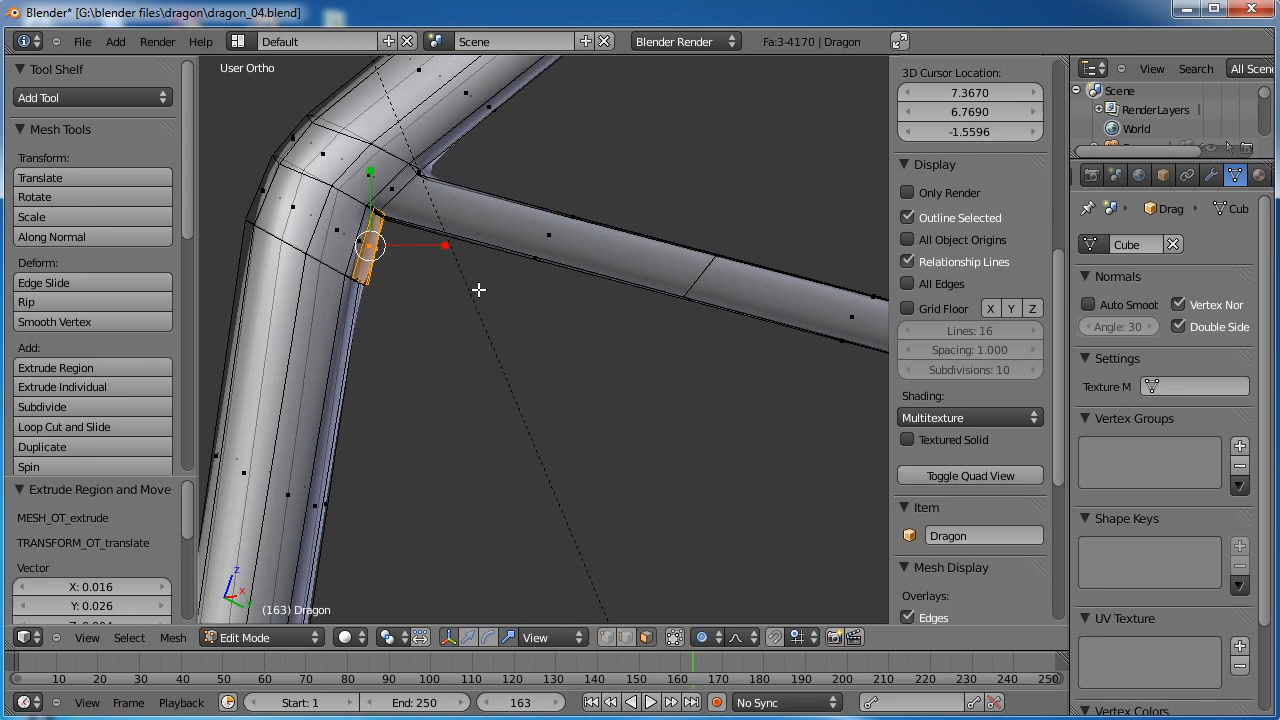 Blender* [G:\blender files\dragon\dragon_04.blend]
File Add Render Help Default Scene Blender Render Fa:3-4170 | Dragon
Tool Shelf
Add Tool
Mesh Tools
Transform:
Translate
Rotate
Scale
Along Normal
Deform:
Edge Slide
Rip
Smooth Vertex
Add:
Extrude Region
Extrude Individual
Subdivide
Loop Cut and Slide
Duplicate
Spin
Extrude Region and Move
MESH_OT_extrude
TRANSFORM_OT_translate
Vector
X: 0.016
Y: 0.026
User Ortho
z
x
(163) Dragon
3D Cursor Location:
7.3670
6.7690
-1.5596
Display
Only Render
Outline Selected
All Object Origins
Relationship Lines
All Edges
Grid Floor X Y Z
Lines: 16
Spacing: 1.000
Subdivisions: 10
Shading:
Multitexture
Textured Solid
Toggle Quad View
Item
Dragon
Mesh Display
Overlays:
Edges
View Search All Scene
Scene
RenderLayers
World
Drag Cub
Cube
Normals
Auto Smoot Vertex Nor
Angle: 30 Double Side
Settings
Texture M
Vertex Groups
Shape Keys
UV Texture
Vertex Colors
View Select Mesh Edit Mode View
10 20 30 40 50 60 70 80 90 100 110 120 130 140 150 160 170 180 190 200 210 220 230 240 250
View Frame Playback Start: 1 End: 250 163 No Sync